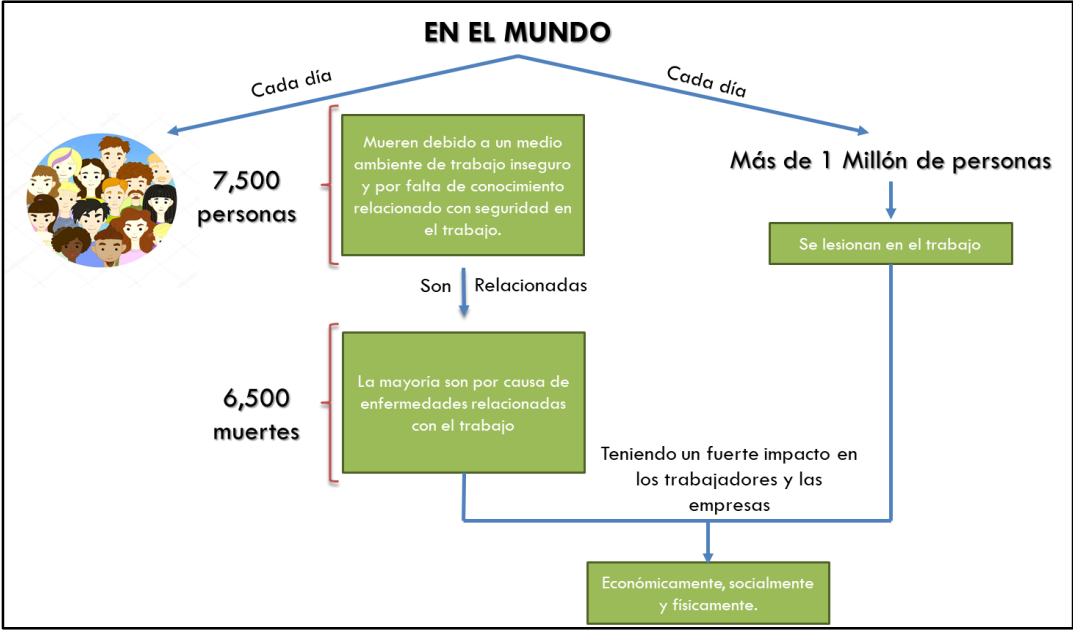 EN EL MUNDO
Cada día
Cada día
7,500
personas
Mueren debido a un medio
ambiente de trabajo inseguro
y por falta de conocimiento
relacionado con seguridad en
el trabajo.
Más de 1 Millón de personas
Se lesionan en el trabajo
Son Relacionadas
6,500
muertes
La mayoría son por causa de
enfermedades relacionadas
con el trabajo
Teniendo un fuerte impacto en
los trabajadores y las
empresas
Económicamente, socialmente
y físicamente.